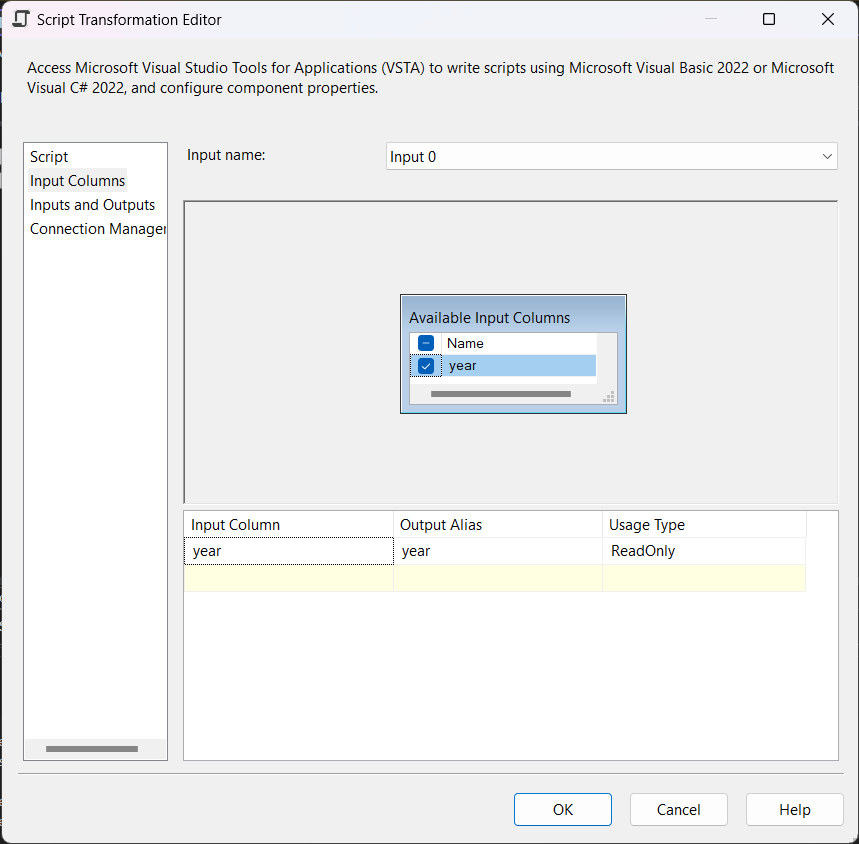 Script Transformation Editor
Access Microsoft Visual Studio Tools for Applications (VSTA) to write scripts using Microsoft Visual Basic 2022 or Microsoft
Visual C# 2022, and configure component properties.
Script
Input Columns
Inputs and Outputs
Connection Manager
Input name:
Input 0
Available Input Columns
Name
year
Input Column Output Alias Usage Type
year year ReadOnly
OK Cancel Help